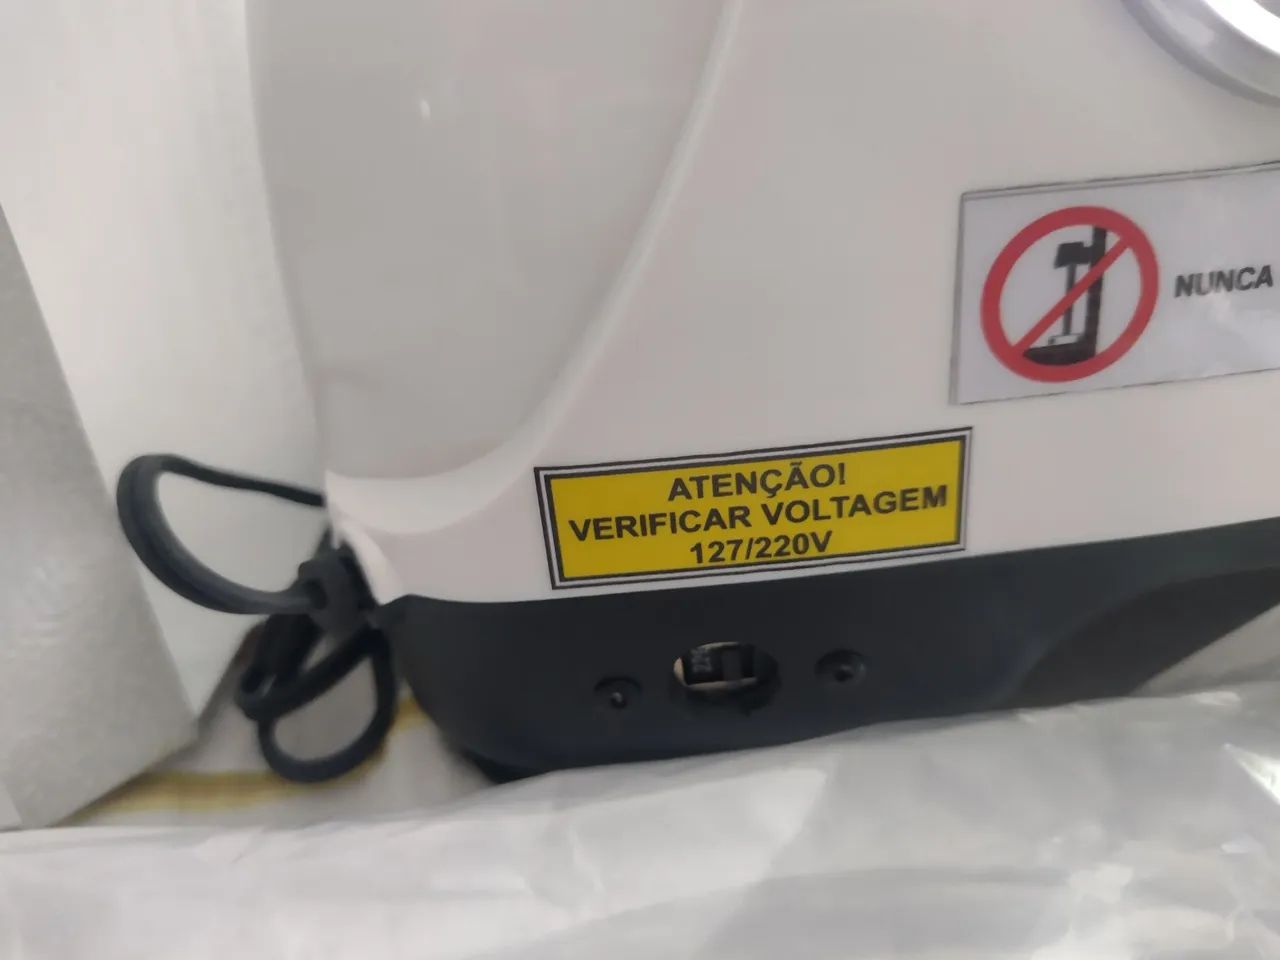 NUNCA
ATENÇÃO!
VERIFICAR VOLTAGEM
127/220V